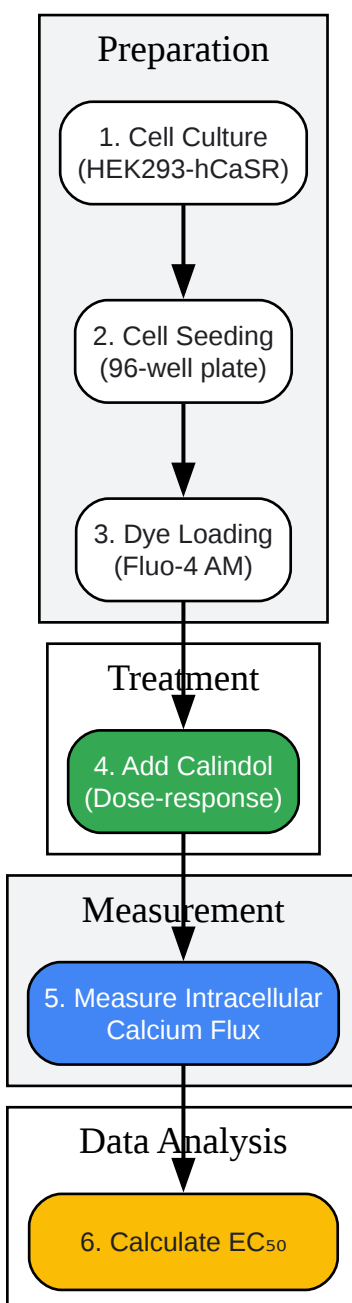 Preparation
1. Cell Culture
(HEK293-hCaSR)
2. Cell Seeding
(96-well plate)
3. Dye Loading
(Fluo-4 AM)
Treatment
4. Add Calindol
(Dose-response)
Measurement
5. Measure Intracellular
Calcium Flux
Data Analysis
6. Calculate EC₅₀